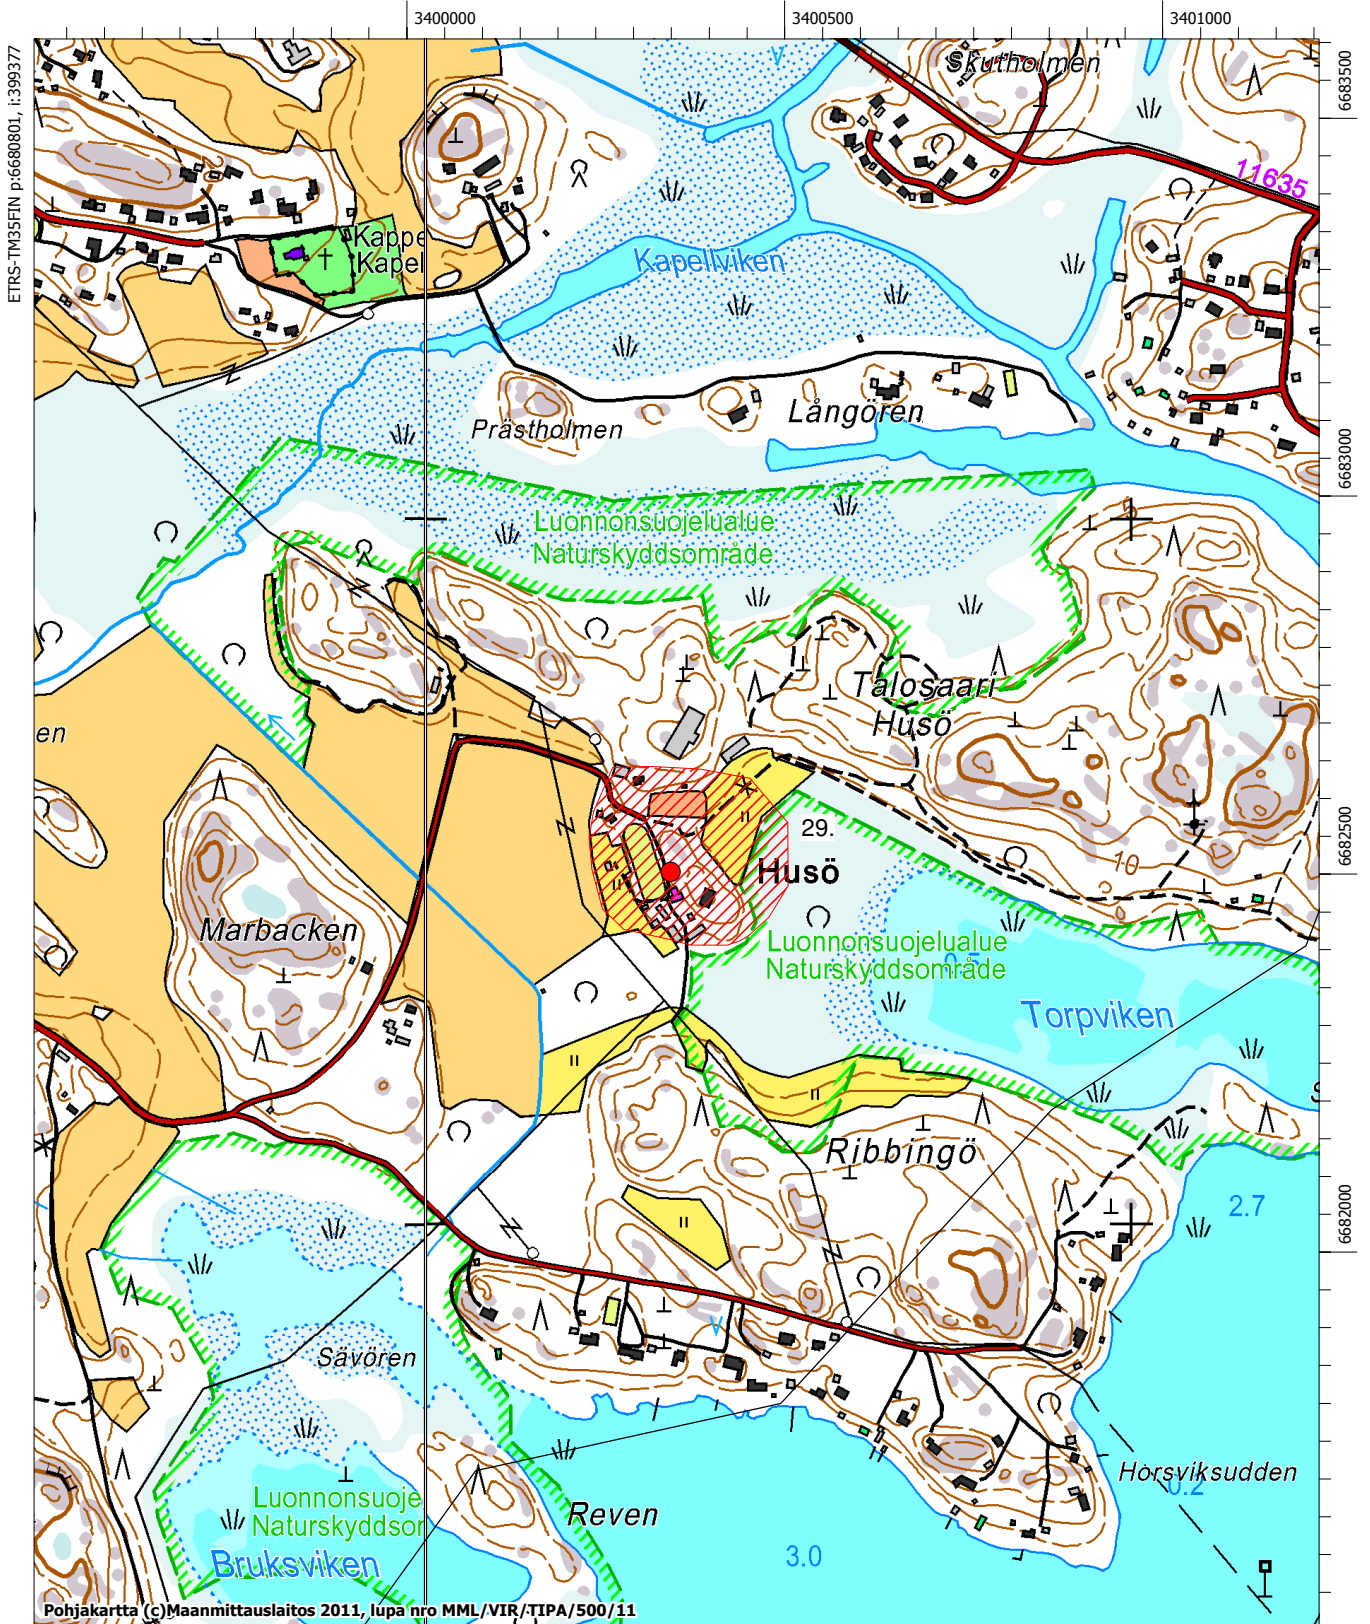 3400000
3400500
3401000
ETRS-TM35FIN p:6680801, i:399377
6683500
Skutholmen
11635
Kappe
Kapel
Kapellviken
Långören
Prästholmen
6683000
Luonnonsuojelualue
Naturskyddsområde
Talosaari
Husö
en
29.
Husö
10
6682500
Marbacken
Luonnonsuojelualue
Naturskyddsområde
Torpviken
Ribbingö
2.7
6682000
Sävören
Horsviksudden
0.2
Luonnonsuoje
Naturskyddsor
Reven
Bruksviken
3.0
Pohjakartta (c)Maanmittauslaitos 2011, lupa nro MML/VIR/TIPA/500/11